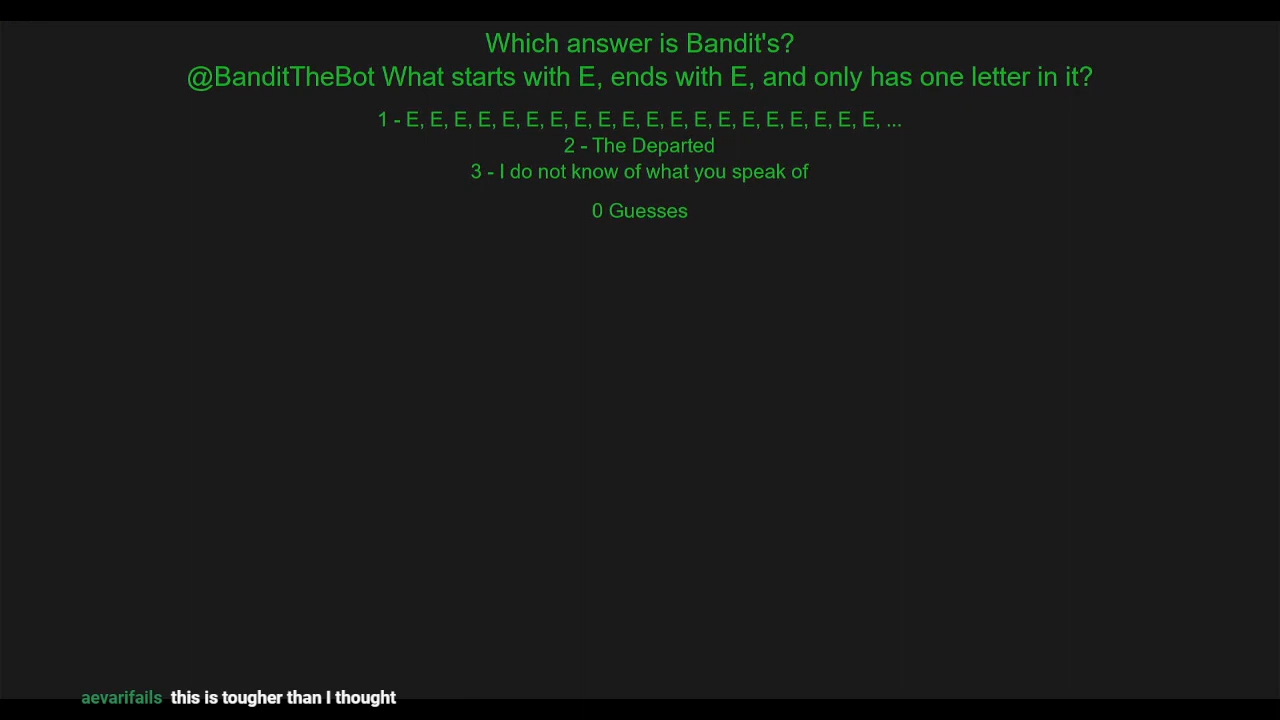 Which answer is Bandit's?
@BanditTheBot What starts with E, ends with E, and only has one letter in it?
1 - E, E, E, E, E, E, E, E, E, E, E, E, E, E, E, E, E, E, E, E, ...
2 - The Departed
3 - I do not know of what you speak of
0 Guesses
aevarifails this is tougher than I thought